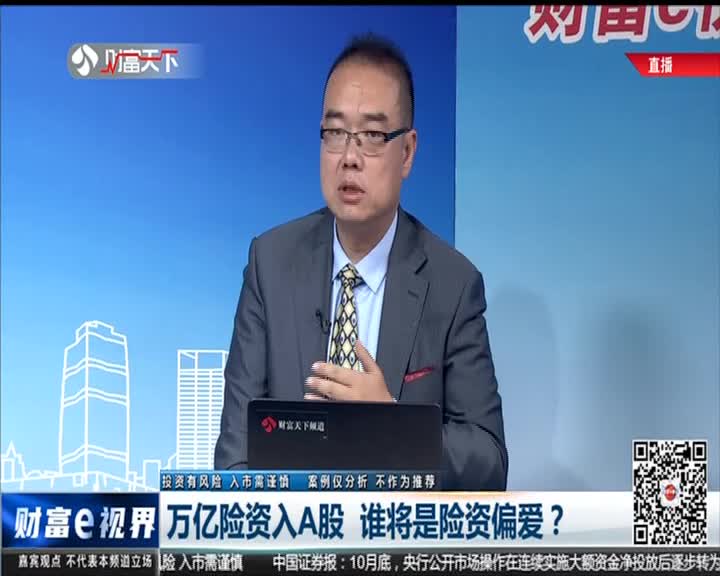 财富天下
财富e视
直播
财富天下频道
投资有风险 入市需谨慎 案例仅分析 不作为推荐
财富e视界
万亿险资入A股 谁将是险资偏爱？
嘉宾观点 不代表本频道立场
险 入市需谨慎 中国证券报：10月底，央行公开市场操作在连续实施大额资金净投放后逐步转为